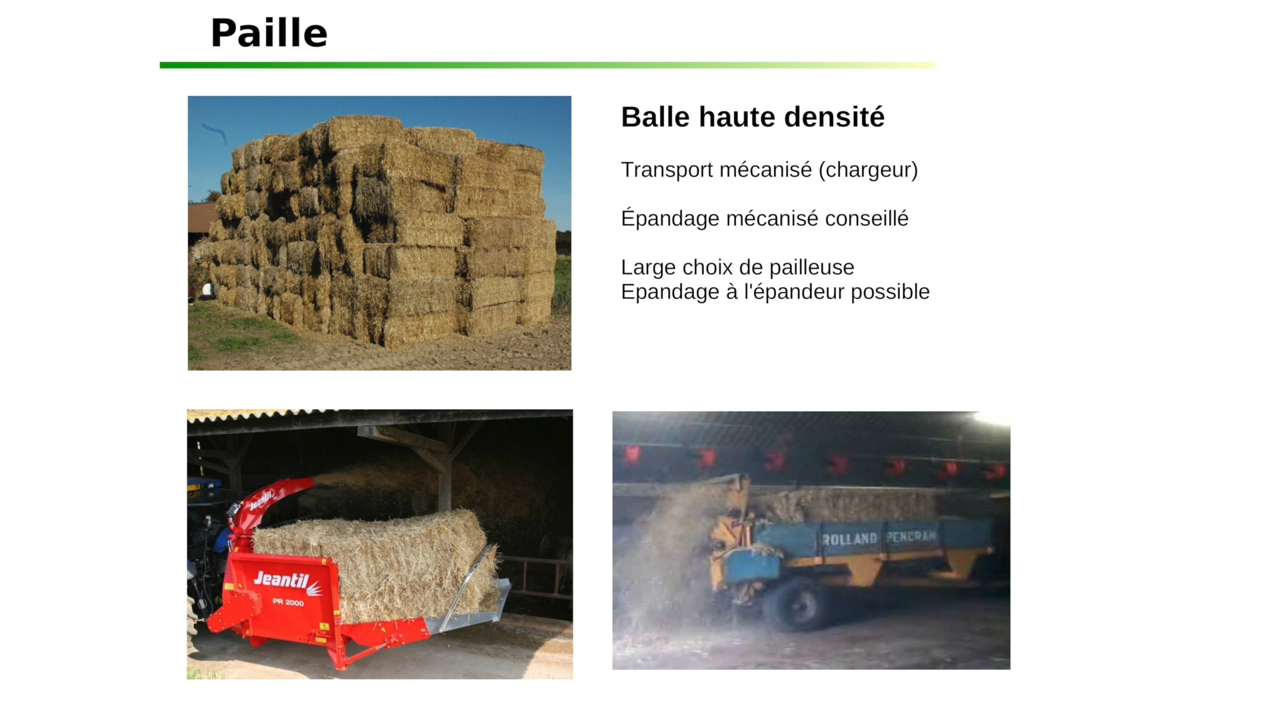 Paille
Balle haute densité
Transport mécanisé (chargeur)
Épandage mécanisé conseillé
Large choix de pailleuse
Epandage à l'épandeur possible
Jeantil
Jeantil
PR 2000
ROLLAND PENCRAN